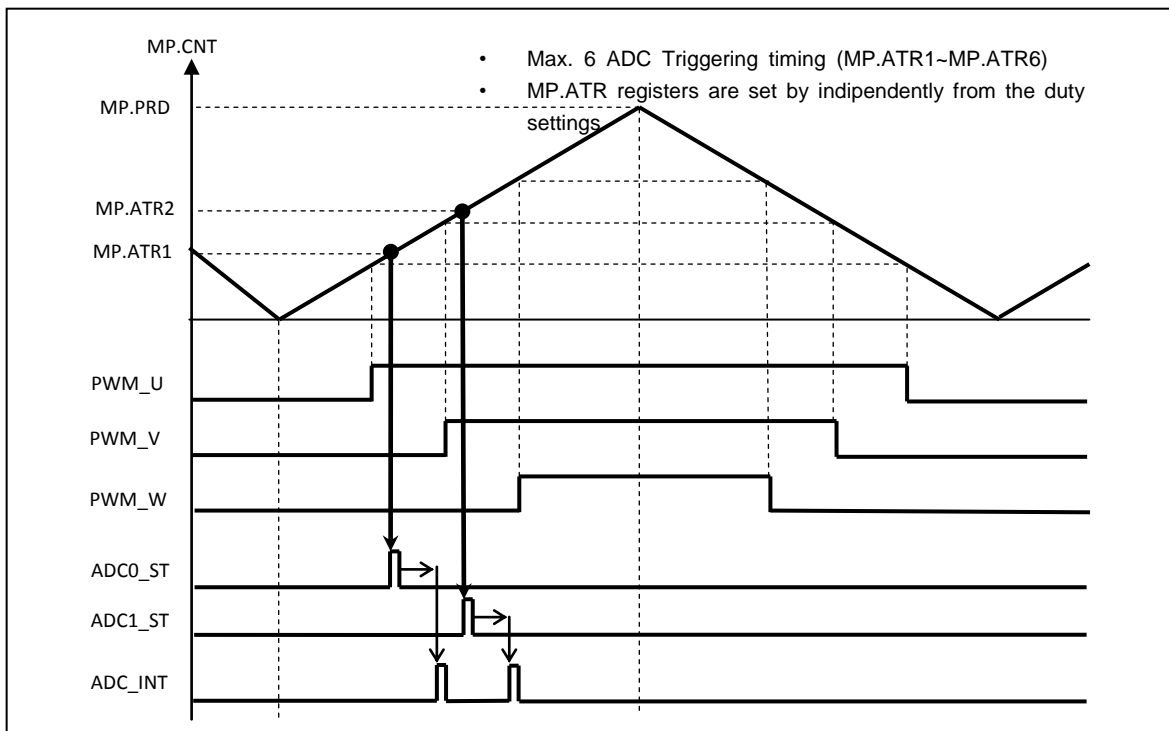 MP.CNT
• Max. 6 ADC Triggering timing (MP.ATR1~MP.ATR6)
• MP.ATR registers are set by indipendently from the duty
settings
MP.PRD
MP.ATR2
MP.ATR1
PWM_U
PWM_V
PWM_W
ADC0_ST
ADC1_ST
ADC_INT